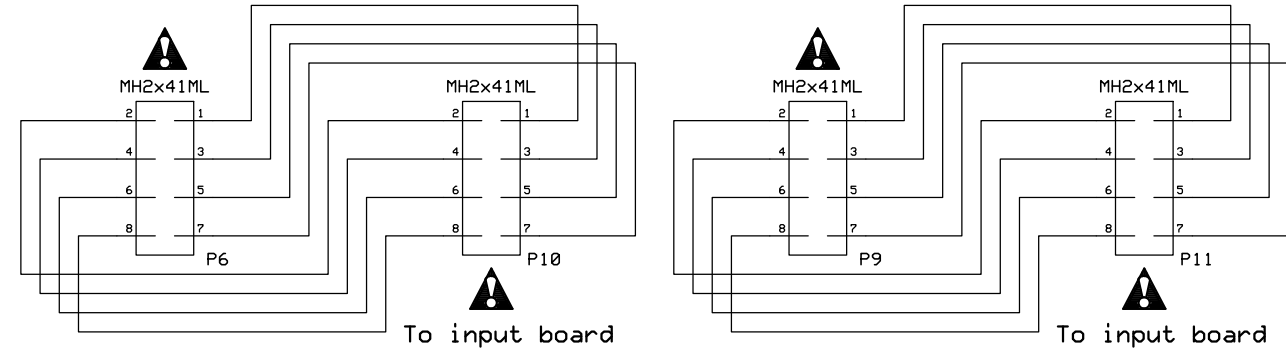 MH2x41ML MH2x41ML MH2x41ML MH2x41ML
2 1 2 1 2 1 2 1
4 3 4 3 4 3 4 3
6 5 6 5 6 5 6 5
8 7 8 7 8 7 8 7
P6 P10 P9 P11
To input board To input board